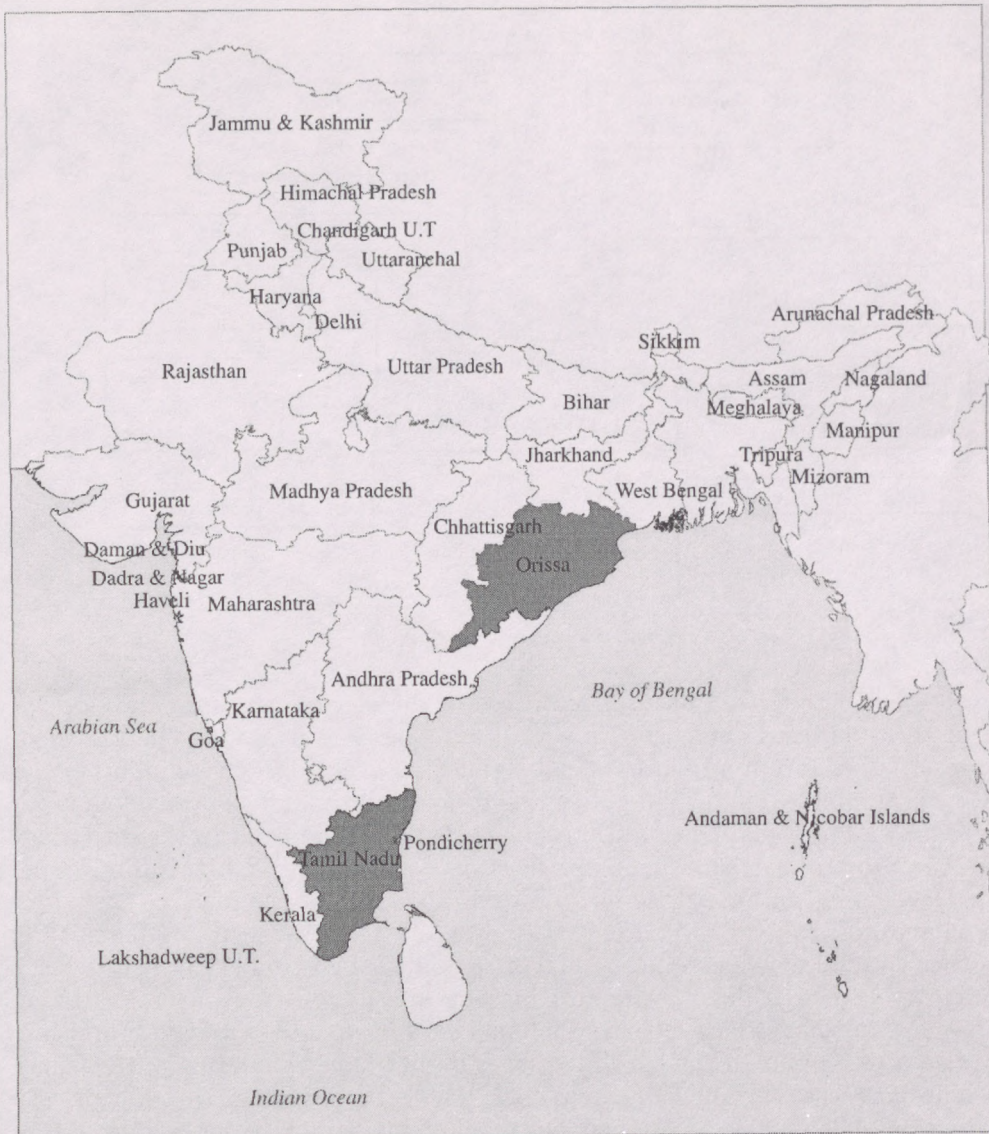 Jammu & Kashmir
Himachal Pradesh
Chandigarh U.T
Punjab
Uttaranchal
Haryana
Delhi
Arunachal Pradesh
Sikkim
Rajasthan
Uttar Pradesh
Assam
Nagaland
Bihar
Meghalaya
Manipur
Jharkhand
Tripura
Mizoram
Gujarat
Madhya Pradesh
West Bengal
Chhattisgarh
Daman & Diu
Orissa
Dadra & Nagar
Haveli
Maharashtra
Andhra Pradesh
Bay of Bengal
Karnataka
Arabian Sea
Goa
Andaman & Nicobar Islands
Pondicherry
Tamil Nadu
Kerala
Lakshadweep U.T.
Indian Ocean